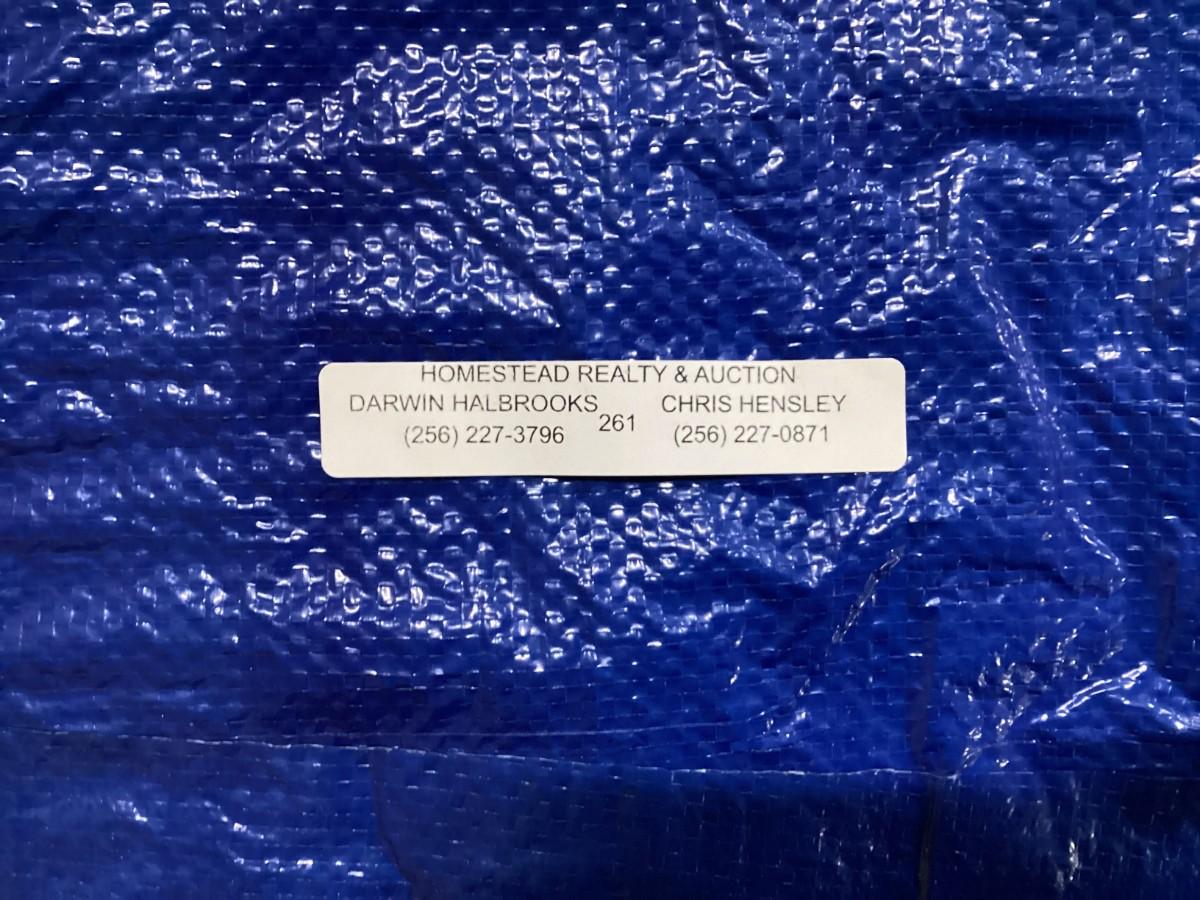 HOMESTEAD REALTY & AUCTION
DARWIN HALBROOKS
(256) 227-3796
261
CHRIS HENSLEY
(256) 227-0871